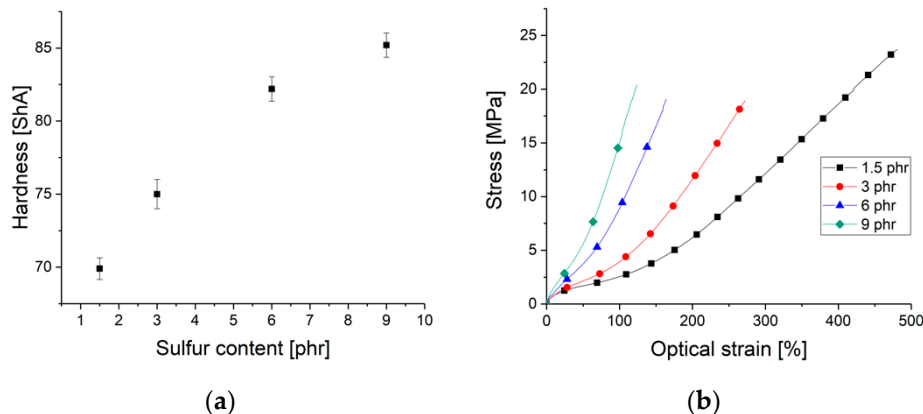 85
80
75
70
Hardness [ShA]
1 2 3 4 5 6 7 8 9 10
Sulfur content [phr]
(a)
25
20
15
10
5
0
Stress [MPa]
0 100 200 300 400 500
Optical strain [%]
1.5 phr
3 phr
6 phr
9 phr
(b)